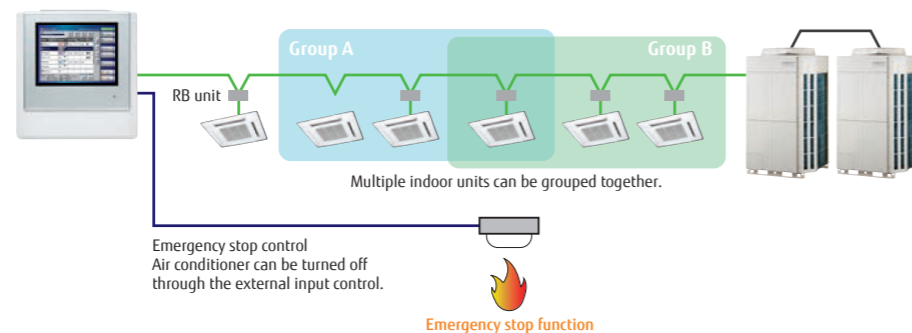 Group A
Group B
RB unit
Multiple indoor units can be grouped together.
Emergency stop control
Air conditioner can be turned off
through the external input control.
Emergency stop function